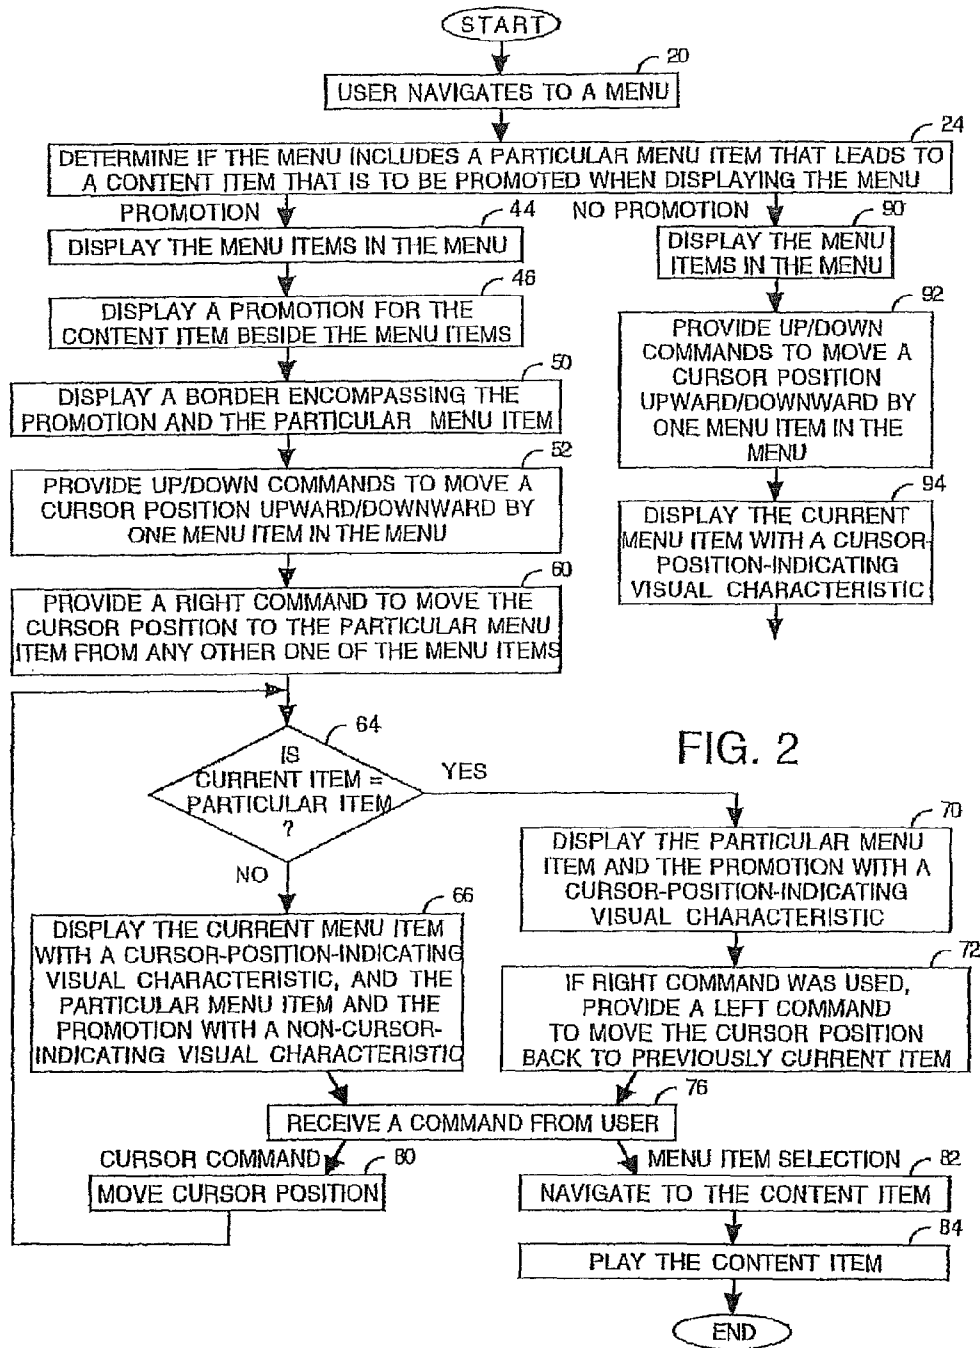 START
20
USER NAVIGATES TO A MENU
24
DETERMINE IF THE MENU INCLUDES A PARTICULAR MENU ITEM THAT LEADS TO
A CONTENT ITEM THAT IS TO BE PROMOTED WHEN DISPLAYING THE MENU
PROMOTION
44
DISPLAY THE MENU ITEMS IN THE MENU
46
DISPLAY A PROMOTION FOR THE
CONTENT ITEM BESIDE THE MENU ITEMS
50
DISPLAY A BORDER ENCOMPASSING THE
PROMOTION AND THE PARTICULAR MENU ITEM
52
PROVIDE UP/DOWN COMMANDS TO MOVE A
CURSOR POSITION UPWARD/DOWNWARD BY
ONE MENU ITEM IN THE MENU
60
PROVIDE A RIGHT COMMAND TO MOVE THE
CURSOR POSITION TO THE PARTICULAR MENU
ITEM FROM ANY OTHER ONE OF THE MENU ITEMS
NO PROMOTION
90
DISPLAY THE MENU
ITEMS IN THE MENU
92
PROVIDE UP/DOWN
COMMANDS TO MOVE A
CURSOR POSITION
UPWARD/DOWNWARD BY
ONE MENU ITEM IN THE
MENU
94
DISPLAY THE CURRENT
MENU ITEM WITH A CURSOR-
POSITION-INDICATING
VISUAL CHARACTERISTIC
FIG. 2
64
IS
CURRENT ITEM =
PARTICULAR ITEM
?
YES
NO
66
DISPLAY THE CURRENT MENU ITEM
WITH A CURSOR-POSITION-INDICATING
VISUAL CHARACTERISTIC, AND THE
PARTICULAR MENU ITEM AND THE
PROMOTION WITH A NON-CURSOR-
INDICATING VISUAL CHARACTERISTIC
70
DISPLAY THE PARTICULAR MENU
ITEM AND THE PROMOTION WITH A
CURSOR-POSITION-INDICATING
VISUAL CHARACTERISTIC
72
IF RIGHT COMMAND WAS USED,
PROVIDE A LEFT COMMAND
TO MOVE THE CURSOR POSITION
BACK TO PREVIOUSLY CURRENT ITEM
76
RECEIVE A COMMAND FROM USER
CURSOR COMMAND
80
MOVE CURSOR POSITION
MENU ITEM SELECTION
82
NAVIGATE TO THE CONTENT ITEM
84
PLAY THE CONTENT ITEM
END